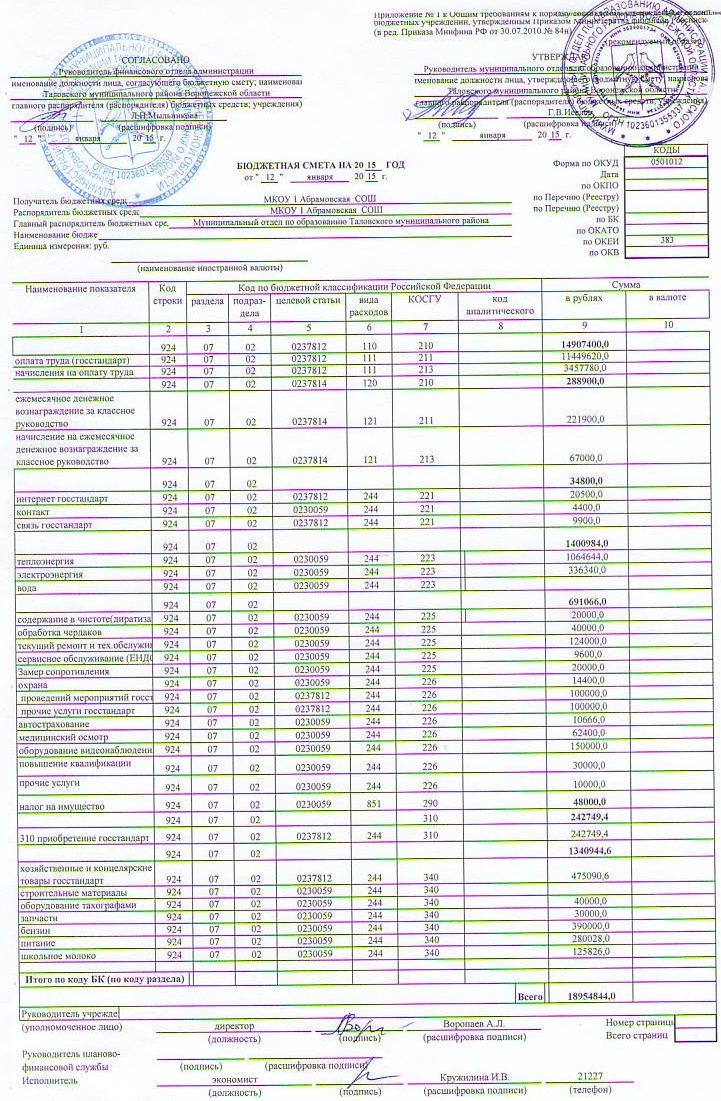 Приложение № 1 к Общим требованиям к порядку составления, утверждения
бюджетных учреждений, утвержденным Приказом Министерства финансов
(в ред. Приказа Минфина РФ от 30.07.2010 № 84н)
(рекомендуемый образец)
СОГЛАСОВАНО
УТВЕРЖДАЮ
Руководитель финансового отдела администрации
Руководитель муниципального отдела по образованию администрации
именование должности лица, согласующего бюджетную смету; наименован
именование должности лица, утверждающего бюджетную смету; наименова
Таловского муниципального района Воронежской области
Таловского муниципального района Воронежской области
главного распорядителя (распорядителя) бюджетных средств; учреждения)
главного распорядителя (распорядителя) бюджетных средств; учреждения)
Л.Н.Мыльникова
Г.В.
(подпись) (расшифровка подписи)
(подпись) (расшифровка подписи)
" 12 " января 20 15 г.
" 12 " января 20 15 г.
БЮДЖЕТНАЯ СМЕТА НА 20 15 ГОД
от " 12 " января 20 15 г.
КОДЫ
Форма по ОКУД 0501012
Дата
по ОКПО
Получатель бюджетных сред МКОУ 1 Абрамовская СОШ по Перечню (Реестру)
Распорядитель бюджетных средс МКОУ 1 Абрамовская СОШ по Перечню (Реестру)
Главный распорядитель бюджетных сре, Муниципальный отдел по образованию Таловского муниципального района по БК
Наименование бюдже по ОКАТО
Единица измерения: руб. по ОКЕИ 383
по ОКВ
(наименование иностранной валюты)
Наименование показателя Код строки Код по бюджетной классификации Российской Федерации Сумма
раздела подраз-дела целевой статьи вида расходов КОСГУ код аналитического в рублях в валюте
1 2 3 4 5 6 7 8 9 10
924 07 02 0237812 110 210 14907400,0
оплата труда (госстандарт) 924 07 02 0237812 111 211 11449620,0
начисления на оплату труда 924 07 02 0237812 111 213 3457780,0
924 07 02 0237814 120 210 288900,0
ежемесячное денежное
вознаграждение за классное
руководство 924 07 02 0237814 121 211 221900,0
начисление на ежемесячное
денежное вознаграждение за
классное руководство 924 07 02 0237814 121 213 67000,0
924 07 02 34800,0
интернет госстандарт 924 07 02 0237812 244 221 20500,0
контакт 924 07 02 0230059 244 221 4400,0
связь госстандарт 924 07 02 0237812 244 221 9900,0
924 07 02 1400984,0
теплоэнергия 924 07 02 0230059 244 223 1064644,0
электроэнергия 924 07 02 0230059 244 223 336340,0
вода 924 07 02 0230059 244 223
924 07 02 691066,0
содержание в чистоте(диратиза 924 07 02 0230059 244 225 20000,0
обработка чердаков 924 07 02 0230059 244 225 40000,0
текущий ремонт и тех.обслужив 924 07 02 0230059 244 225 124000,0
сервисное обслуживание (ЕНДС 924 07 02 0230059 244 225 9600,0
Замер сопротивления 924 07 02 0230059 244 225 20000,0
охрана 924 07 02 0230059 244 226 14400,0
проведений мероприятий госст 924 07 02 0237812 244 226 100000,0
прочие услуги госстандарт 924 07 02 0237812 244 226 100000,0
автострахование 924 07 02 0230059 244 226 10666,0
медицинский осмотр 924 07 02 0230059 244 226 62400,0
оборудование видеонаблюдени 924 07 02 0230059 244 226 150000,0
повышение квалификации 924 07 02 0230059 244 226 30000,0
прочие услуги 924 07 02 0230059 244 226 10000,0
налог на имущество 924 07 02 0230059 851 290 48000,0
924 07 02 310 242749,4
310 приобретение госстандарт 924 07 02 0237812 244 310 242749,4
924 07 02 1340944,6
хозяйственные и концелярские
товары госстандарт 924 07 02 0237812 244 340 475090,6
строительные материалы 924 07 02 0230059 244 340
оборудование тахографами 924 07 02 0230059 244 340 40000,0
запчасти 924 07 02 0230059 244 340 30000,0
бензин 924 07 02 0230059 244 340 390000,0
питание 924 07 02 0230059 244 340 280028,0
школьное молоко 924 07 02 0230059 244 340 125826,0
Итого по коду БК (по коду раздела)
Всего 18954844,0
Руководитель учрежде
(уполномоченное лицо) директор Воропаев А.Л. Номер страницы
(должность) (подпись) (расшифровка подписи) Всего страниц
Руководитель планово-
финансовой службы (подпись) (расшифровка подписи)
Исполнитель экономист Кружилина И.В. 21227
(должность) (подпись) (расшифровка подписи) (телефон)